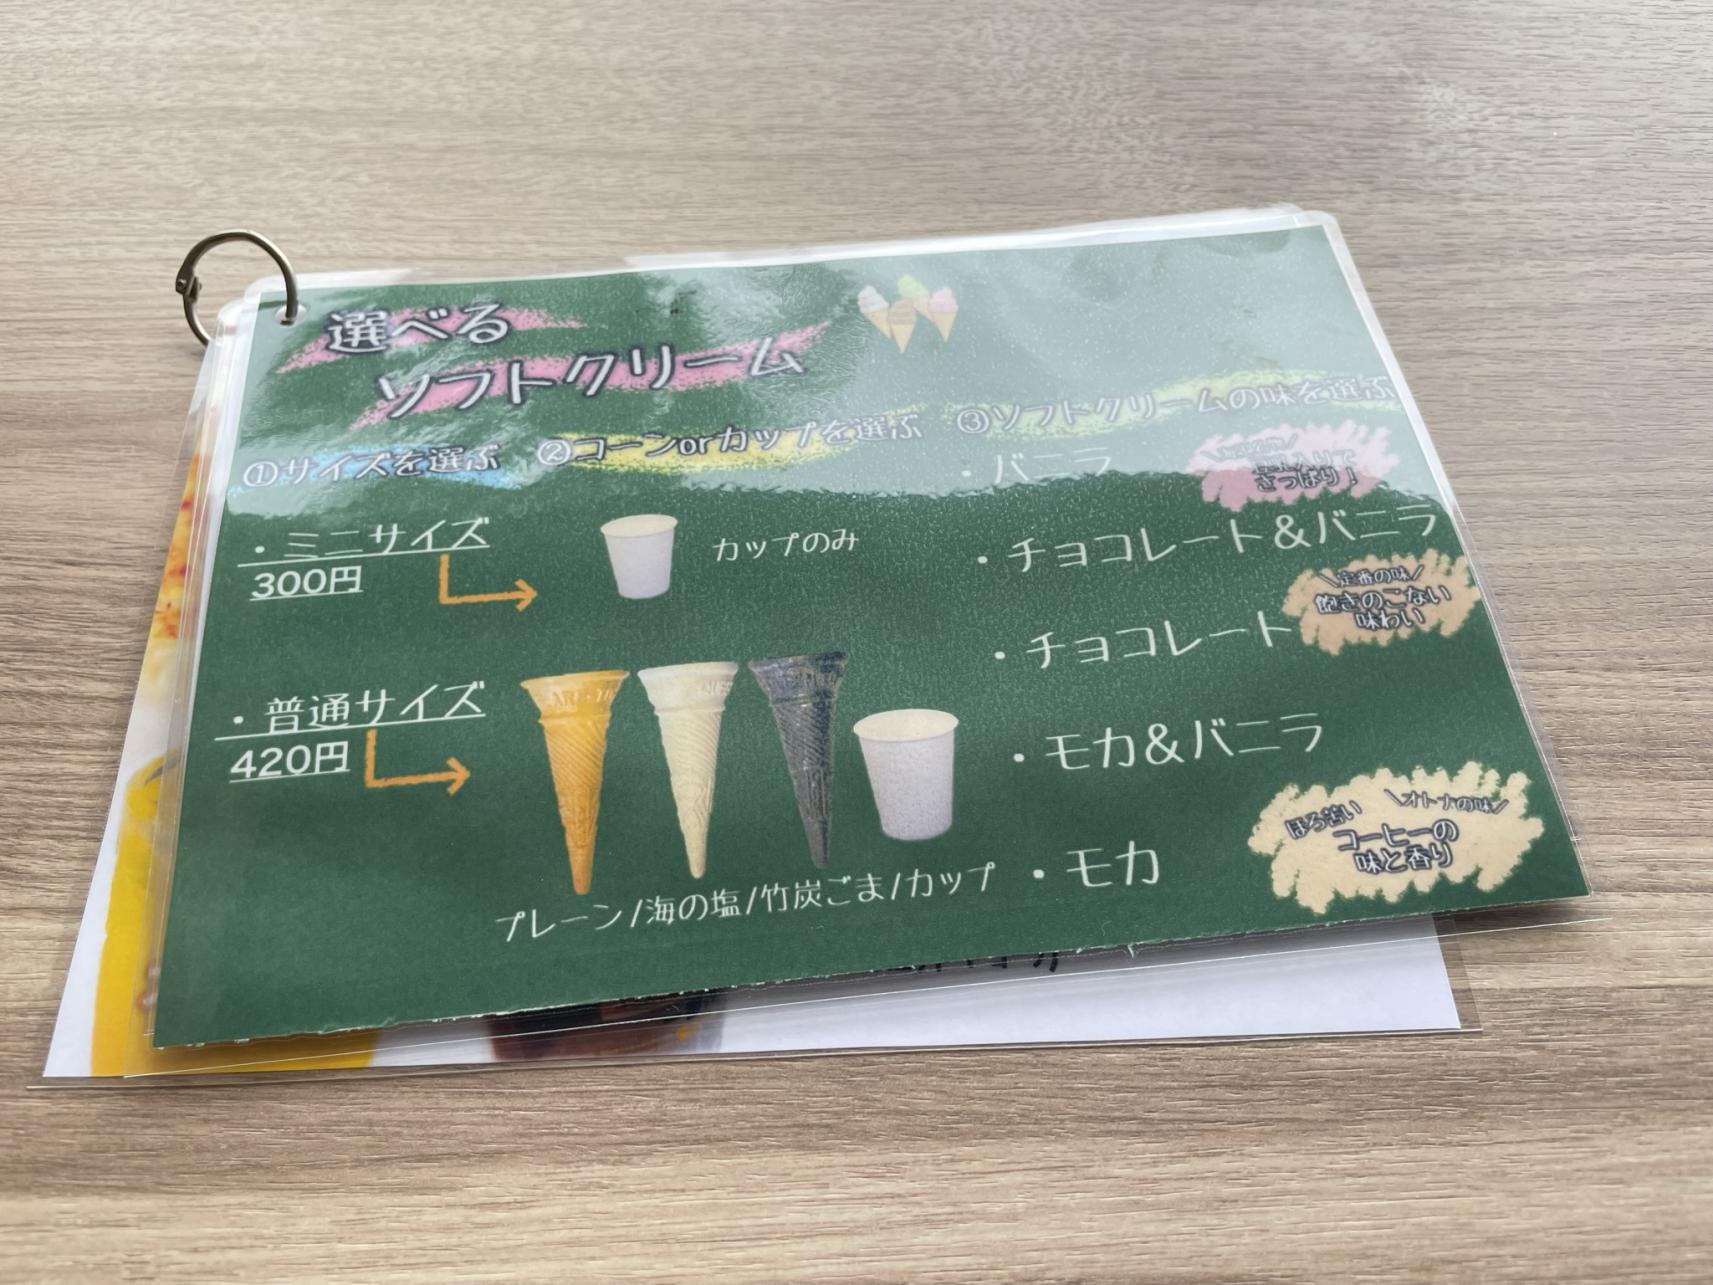 選べる
ソフトクリーム
①サイズを選ぶ
・ミニサイズ
300円
・普通サイズ
420円
②コーンorカップを選ぶ
カップのみ
プレーン/海の塩/竹炭ごま/カップ
③ソフトクリームの味を選ぶ
・バニラ
さっぱり!
・チョコレート&バニラ
\定番の味/
飽きのこない
味わい
・チョコレート
・モカ&バニラ
・モカ
ほろ苦い \オトナの味/
コーヒーの
味と香り